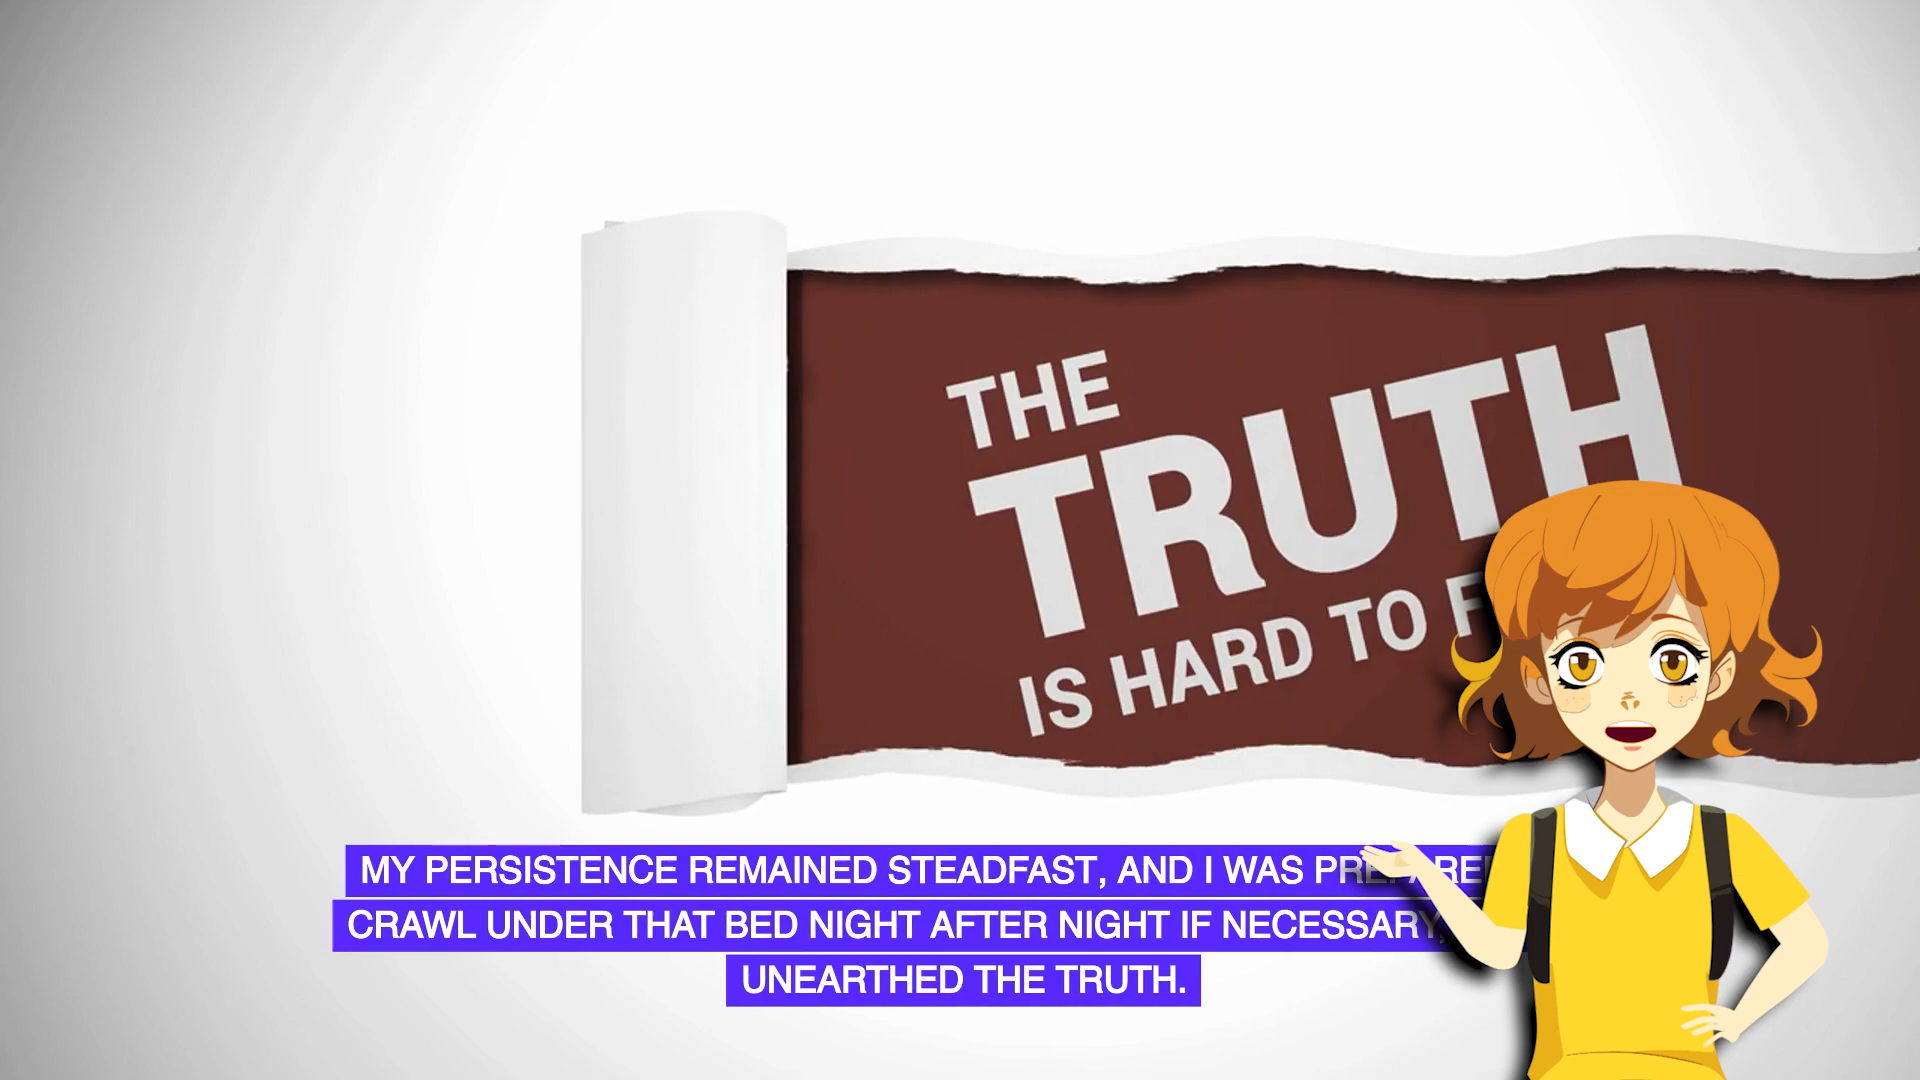 THE
TRUTH
IS HARD TO
MY PERSISTENCE REMAINED STEADFAST, AND I WAS
CRAWL UNDER THAT BED NIGHT AFTER NIGHT IF NECESSARY,
UNEARTHED THE TRUTH.